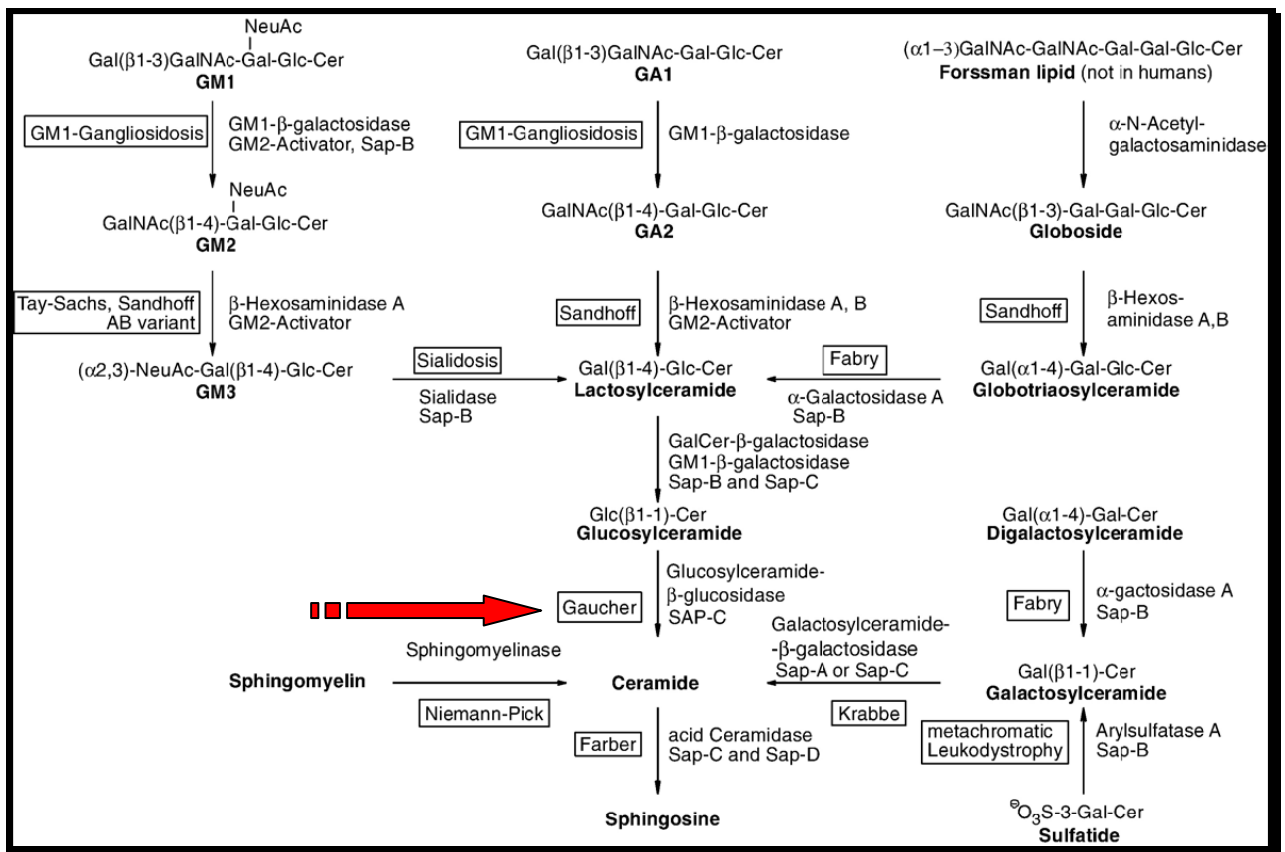 NeuAc
Gal(β1-3)GalNAc-Gal-Glc-Cer
GM1
Gal(β1-3)GalNAc-Gal-Glc-Cer
GA1
(α1-3)GalNAc-GalNAc-Gal-Gal-Glc-Cer
Forssman lipid (not in humans)
GM1-Gangliosidosis
GM1-β-galactosidase
GM2-Activator, Sap-B
GM1-Gangliosidosis
GM1-β-galactosidase
α-N-Acetyl-
galactosaminidase
NeuAc
GalNAc(β1-4)-Gal-Glc-Cer
GM2
GalNAc(β1-4)-Gal-Glc-Cer
GA2
GalNAc(β1-3)-Gal-Gal-Glc-Cer
Globoside
Tay-Sachs, Sandhoff
AB variant
β-Hexosaminidase A
GM2-Activator
Sandhoff
β-Hexosaminidase A, B
GM2-Activator
Sandhoff
β-Hexos-
aminidase A,B
(α2,3)-NeuAc-Gal(β1-4)-Glc-Cer
GM3
Sialidosis
Sialidase
Sap-B
Gal(β1-4)-Glc-Cer
Lactosylceramide
Fabry
α-Galactosidase A
Sap-B
Gal(α1-4)-Gal-Glc-Cer
Globotriaosylceramide
GalCer-β-galactosidase
GM1-β-galactosidase
Sap-B and Sap-C
Glc(β1-1)-Cer
Glucosylceramide
Gal(α1-4)-Gal-Cer
Digalactosylceramide
Gaucher
Glucosylceramide-
β-glucosidase
SAP-C
Fabry
α-gactosidase A
Sap-B
Sphingomyelin
Sphingomyelinase
Niemann-Pick
Ceramide
Galactosylceramide-
-β-galactosidase
Sap-A or Sap-C
Krabbe
Gal(β1-1)-Cer
Galactosylceramide
Farber
acid Ceramidase
Sap-C and Sap-D
metachromatic
Leukodystrophy
Arylsulfatase A
Sap-B
Sphingosine
⊖O3S-3-Gal-Cer
Sulfatide